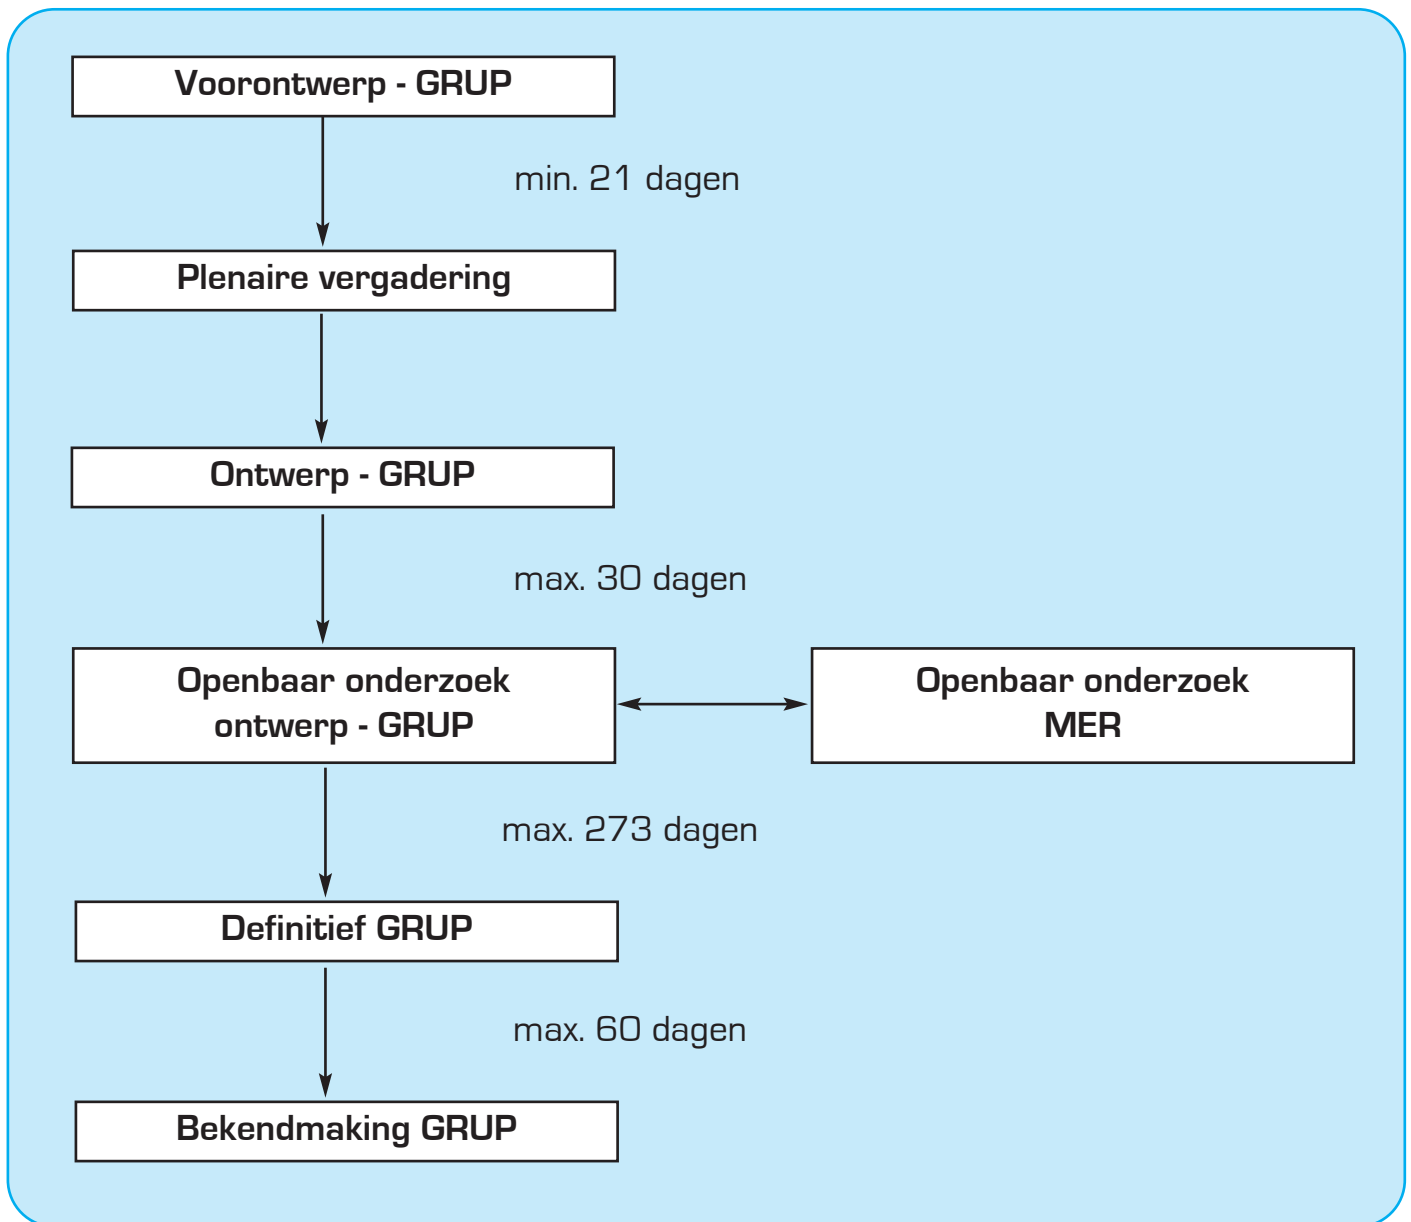 Voorontwerp - GRUP
min. 21 dagen
Plenaire vergadering
Ontwerp - GRUP
max. 30 dagen
Openbaar onderzoek
ontwerp - GRUP
Openbaar onderzoek
MER
max. 273 dagen
Definitief GRUP
max. 60 dagen
Bekendmaking GRUP